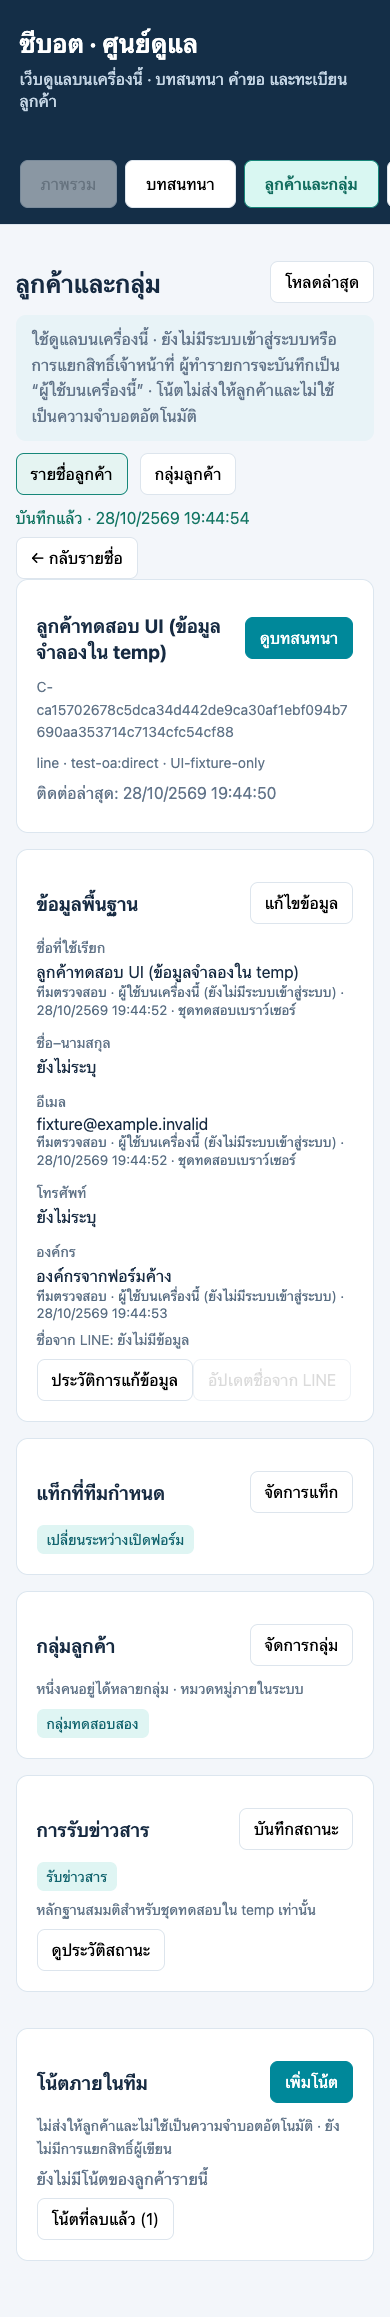 ซีบอต · ศูนย์ดูแล
เว็บดูแลบนเครื่องนี้ · บทสนทนา คำขอ และทะเบียน
ลูกค้า
ภาพรวม
บทสนทนา
ลูกค้าและกลุ่ม
ลูกค้าและกลุ่ม
โหลดล่าสุด
ใช้ดูแลบนเครื่องนี้ · ยังไม่มีระบบเข้าสู่ระบบหรือ
การแยกสิทธิ์เจ้าหน้าที่ ผู้ทำรายการจะบันทึกเป็น
“ผู้ใช้บนเครื่องนี้” · โน้ตไม่ส่งให้ลูกค้าและไม่ใช้
เป็นความจำบอตอัตโนมัติ
รายชื่อลูกค้า
กลุ่มลูกค้า
บันทึกแล้ว · 28/10/2569 19:44:54
← กลับรายชื่อ
ลูกค้าทดสอบ UI (ข้อมูล
จำลองใน temp)
ดูบทสนทนา
C-
ca15702678c5dca34d442de9ca30af1ebf094b7
690aa353714c7134cfc54cf88
line · test-oa:direct · UI-fixture-only
ติดต่อล่าสุด: 28/10/2569 19:44:50
ข้อมูลพื้นฐาน
แก้ไขข้อมูล
ชื่อที่ใช้เรียก
ลูกค้าทดสอบ UI (ข้อมูลจำลองใน temp)
ทีมตรวจสอบ · ผู้ใช้บนเครื่องนี้ (ยังไม่มีระบบเข้าสู่ระบบ) ·
28/10/2569 19:44:52 · ชุดทดสอบเบราว์เซอร์
ชื่อ–นามสกุล
ยังไม่ระบุ
อีเมล
fixture@example.invalid
ทีมตรวจสอบ · ผู้ใช้บนเครื่องนี้ (ยังไม่มีระบบเข้าสู่ระบบ) ·
28/10/2569 19:44:52 · ชุดทดสอบเบราว์เซอร์
โทรศัพท์
ยังไม่ระบุ
องค์กร
องค์กรจากฟอร์มค้าง
ทีมตรวจสอบ · ผู้ใช้บนเครื่องนี้ (ยังไม่มีระบบเข้าสู่ระบบ) ·
28/10/2569 19:44:53
ชื่อจาก LINE: ยังไม่มีข้อมูล
ประวัติการแก้ข้อมูล
อัปเดตชื่อจาก LINE
แท็กที่ทีมกำหนด
จัดการแท็ก
เปลี่ยนระหว่างเปิดฟอร์ม
กลุ่มลูกค้า
จัดการกลุ่ม
หนึ่งคนอยู่ได้หลายกลุ่ม · หมวดหมู่ภายในระบบ
กลุ่มทดสอบสอง
การรับข่าวสาร
บันทึกสถานะ
รับข่าวสาร
หลักฐานสมมติสำหรับชุดทดสอบใน temp เท่านั้น
ดูประวัติสถานะ
โน้ตภายในทีม
เพิ่มโน้ต
ไม่ส่งให้ลูกค้าและไม่ใช้เป็นความจำบอตอัตโนมัติ · ยัง
ไม่มีการแยกสิทธิ์ผู้เขียน
ยังไม่มีโน้ตของลูกค้ารายนี้
โน้ตที่ลบแล้ว (1)